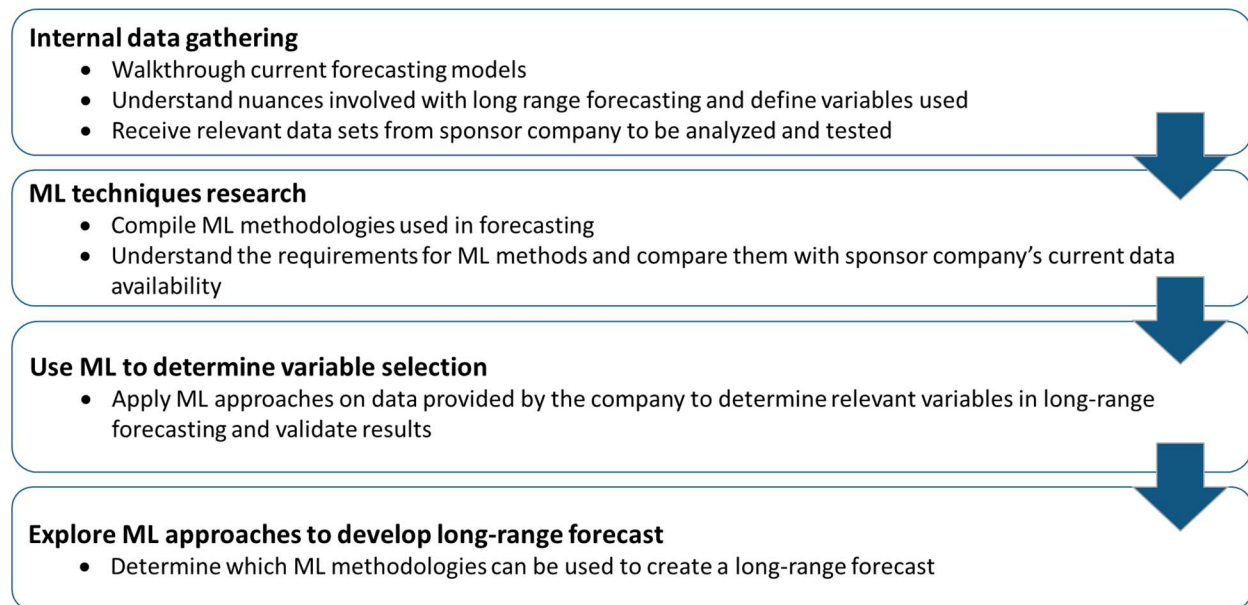 Internal data gathering
• Walkthrough current forecasting models
• Understand nuances involved with long range forecasting and define variables used
• Receive relevant data sets from sponsor company to be analyzed and tested
ML techniques research
• Compile ML methodologies used in forecasting
• Understand the requirements for ML methods and compare them with sponsor company’s current data
availability
Use ML to determine variable selection
• Apply ML approaches on data provided by the company to determine relevant variables in long-range
forecasting and validate results
Explore ML approaches to develop long-range forecast
• Determine which ML methodologies can be used to create a long-range forecast